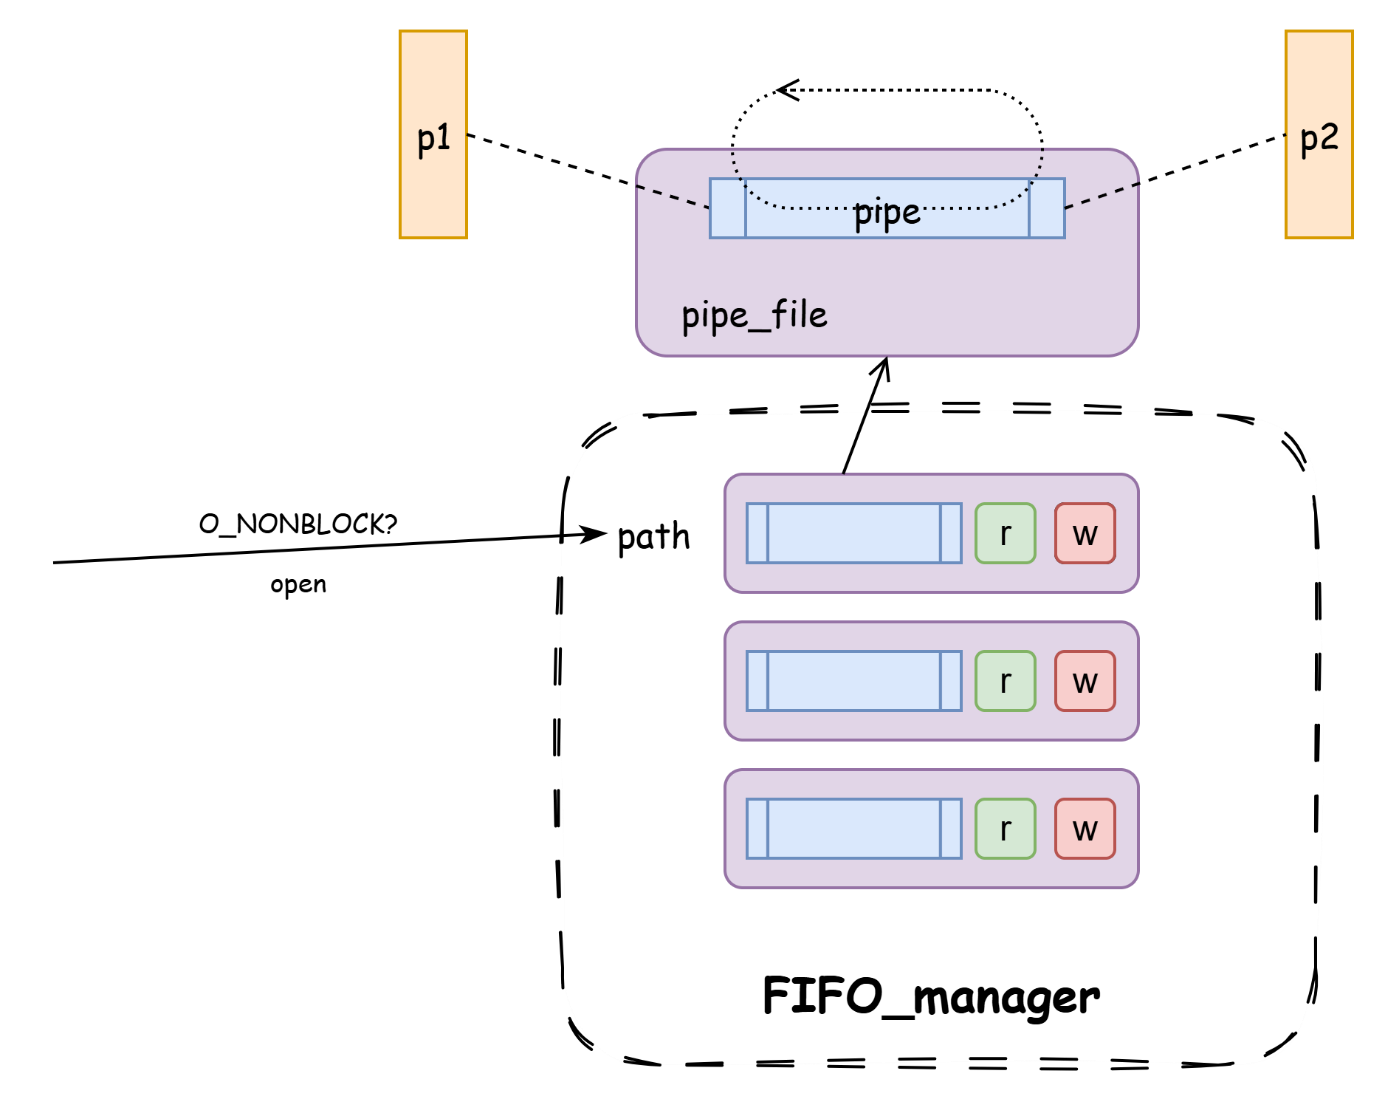 p1
p2
pipe
pipe_file
O_NONBLOCK?
open
path
r
w
r
w
r
w
FIFO_manager